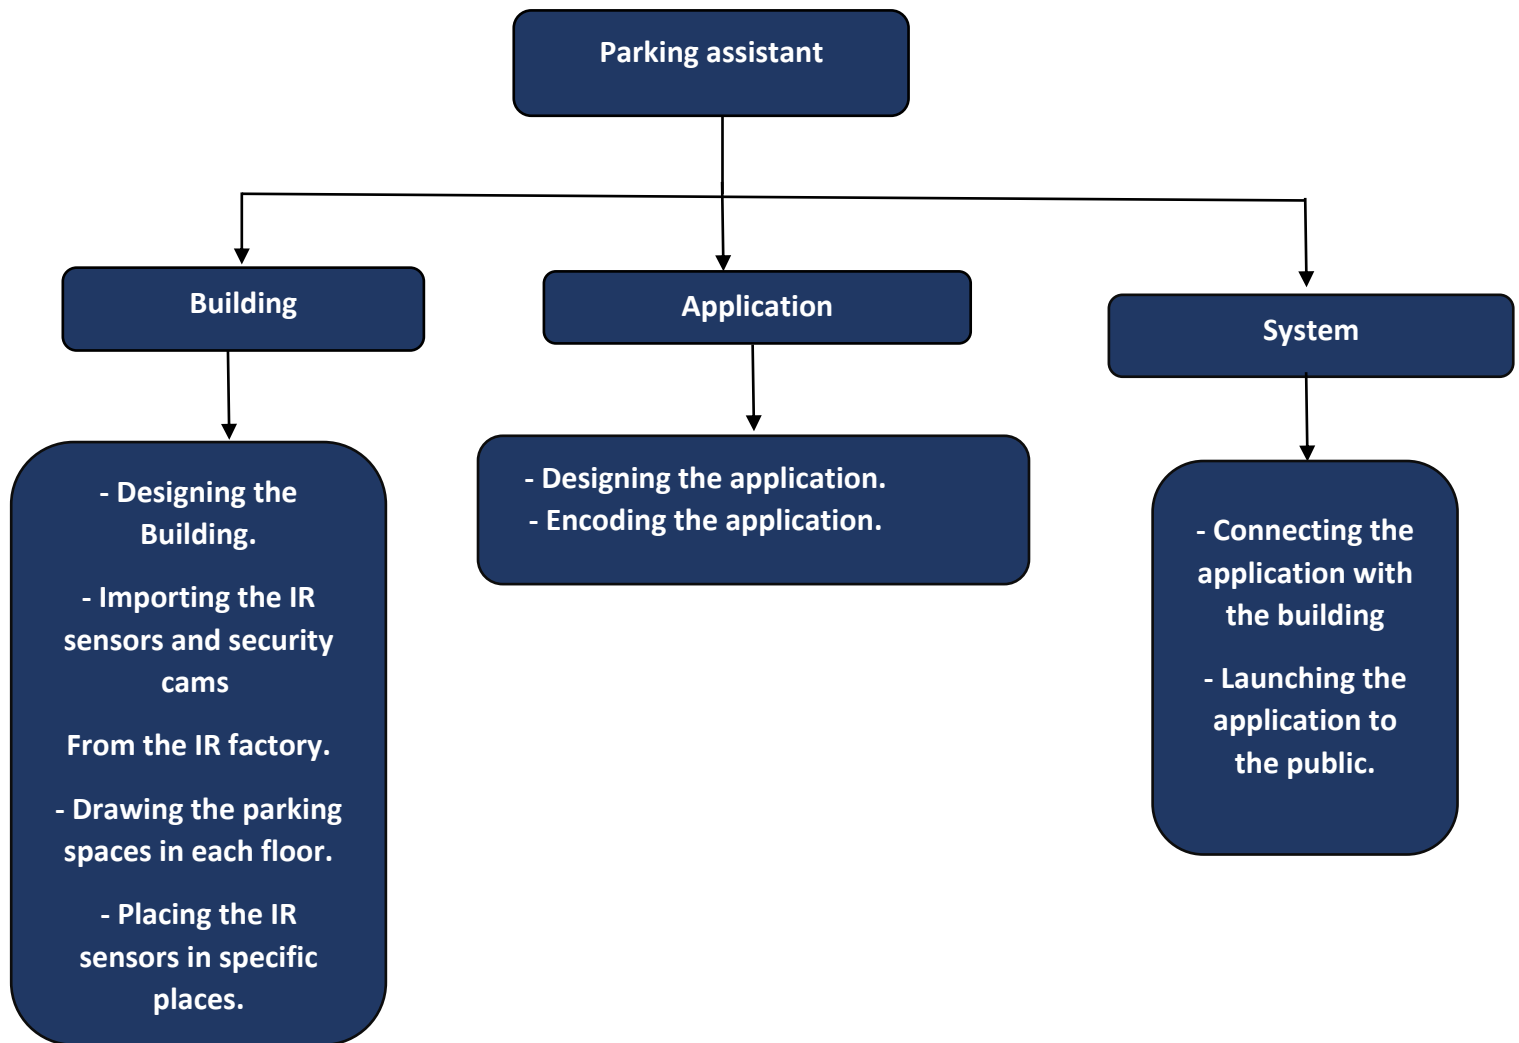 Parking assistant
Building
Application
System
- Designing the
Building.
- Importing the IR
sensors and security
cams
From the IR factory.
- Drawing the parking
spaces in each floor.
- Placing the IR
sensors in specific
places.
- Designing the application.
- Encoding the application.
- Connecting the
application with
the building
- Launching the
application to
the public.